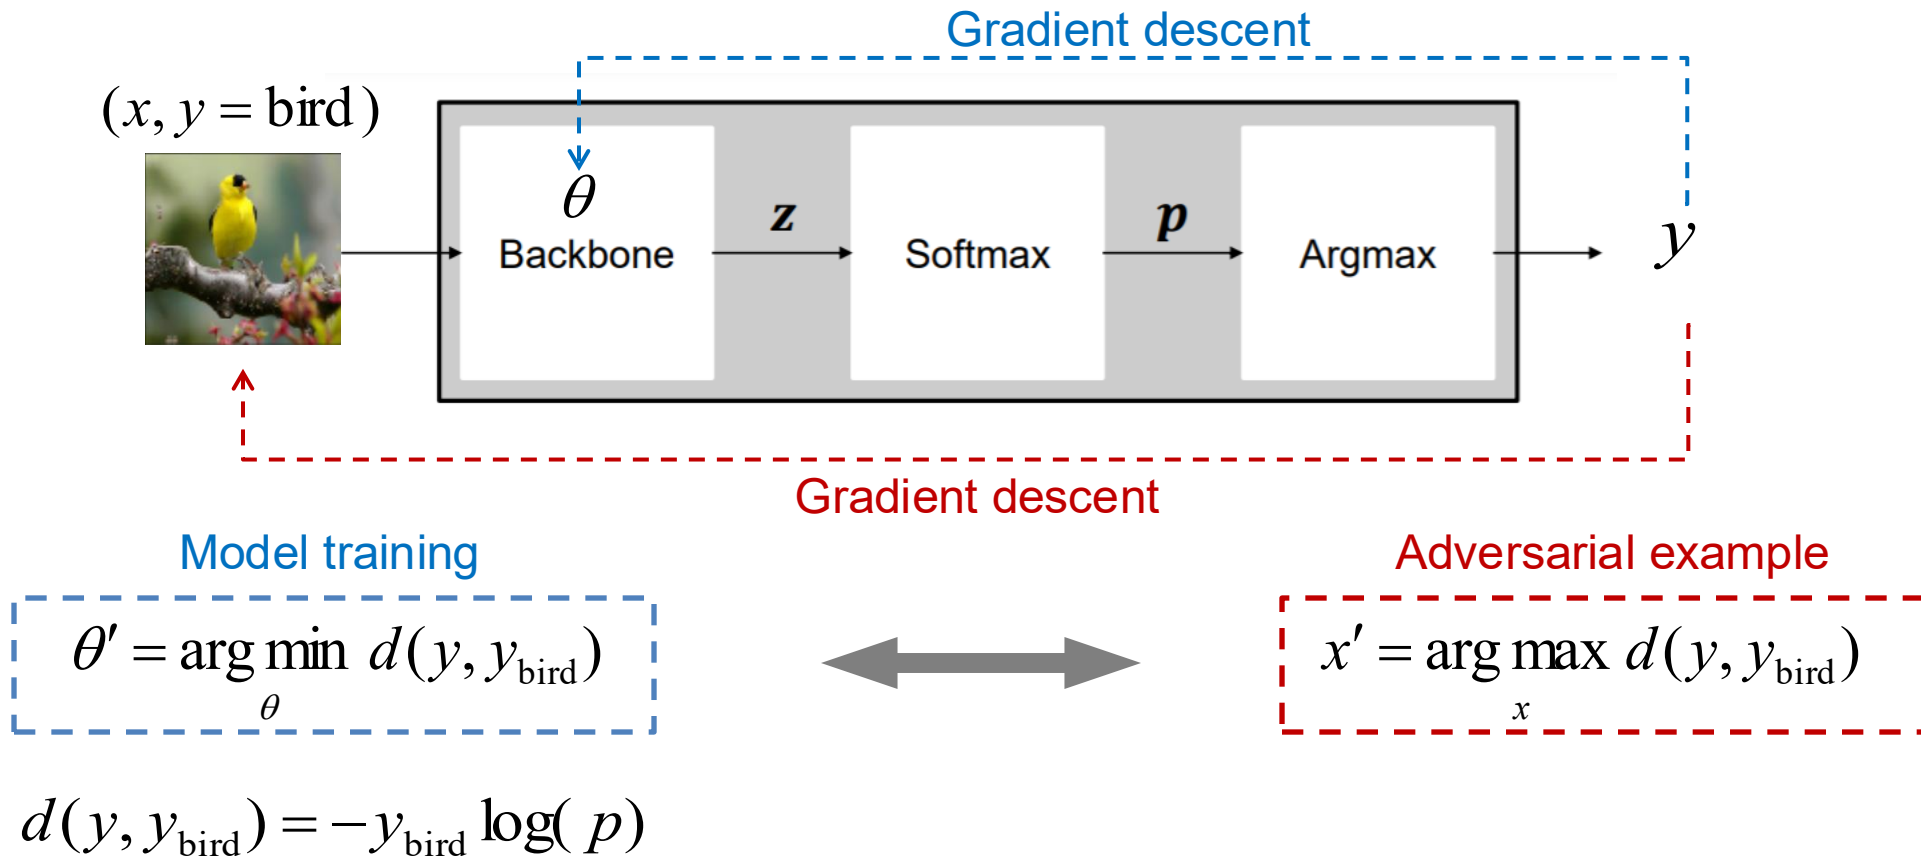 Gradient descent
(x, y = bird)
θ
z
p
Backbone
Softmax
Argmax
y
Gradient descent
Model training
Adversarial example
θ′ = arg min d(y, y_bird)
θ
x′ = arg max d(y, y_bird)
x
d(y, y_bird) = −y_bird log( p)